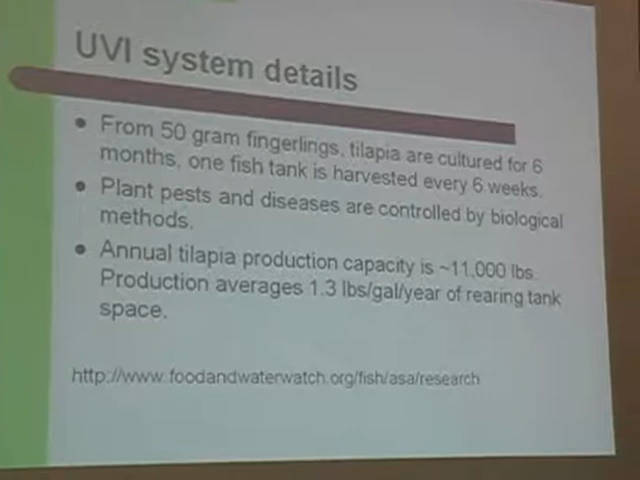 UVI system details
• From 50 gram fingerlings, tilapia are cultured for 6
months, one fish tank is harvested every 6 weeks.
• Plant pests and diseases are controlled by biological
methods.
• Annual tilapia production capacity is ~11,000 lbs.
Production averages 1.3 lbs/gal/year of rearing tank
space.
http://www.foodandwaterwatch.org/fish/asa/research